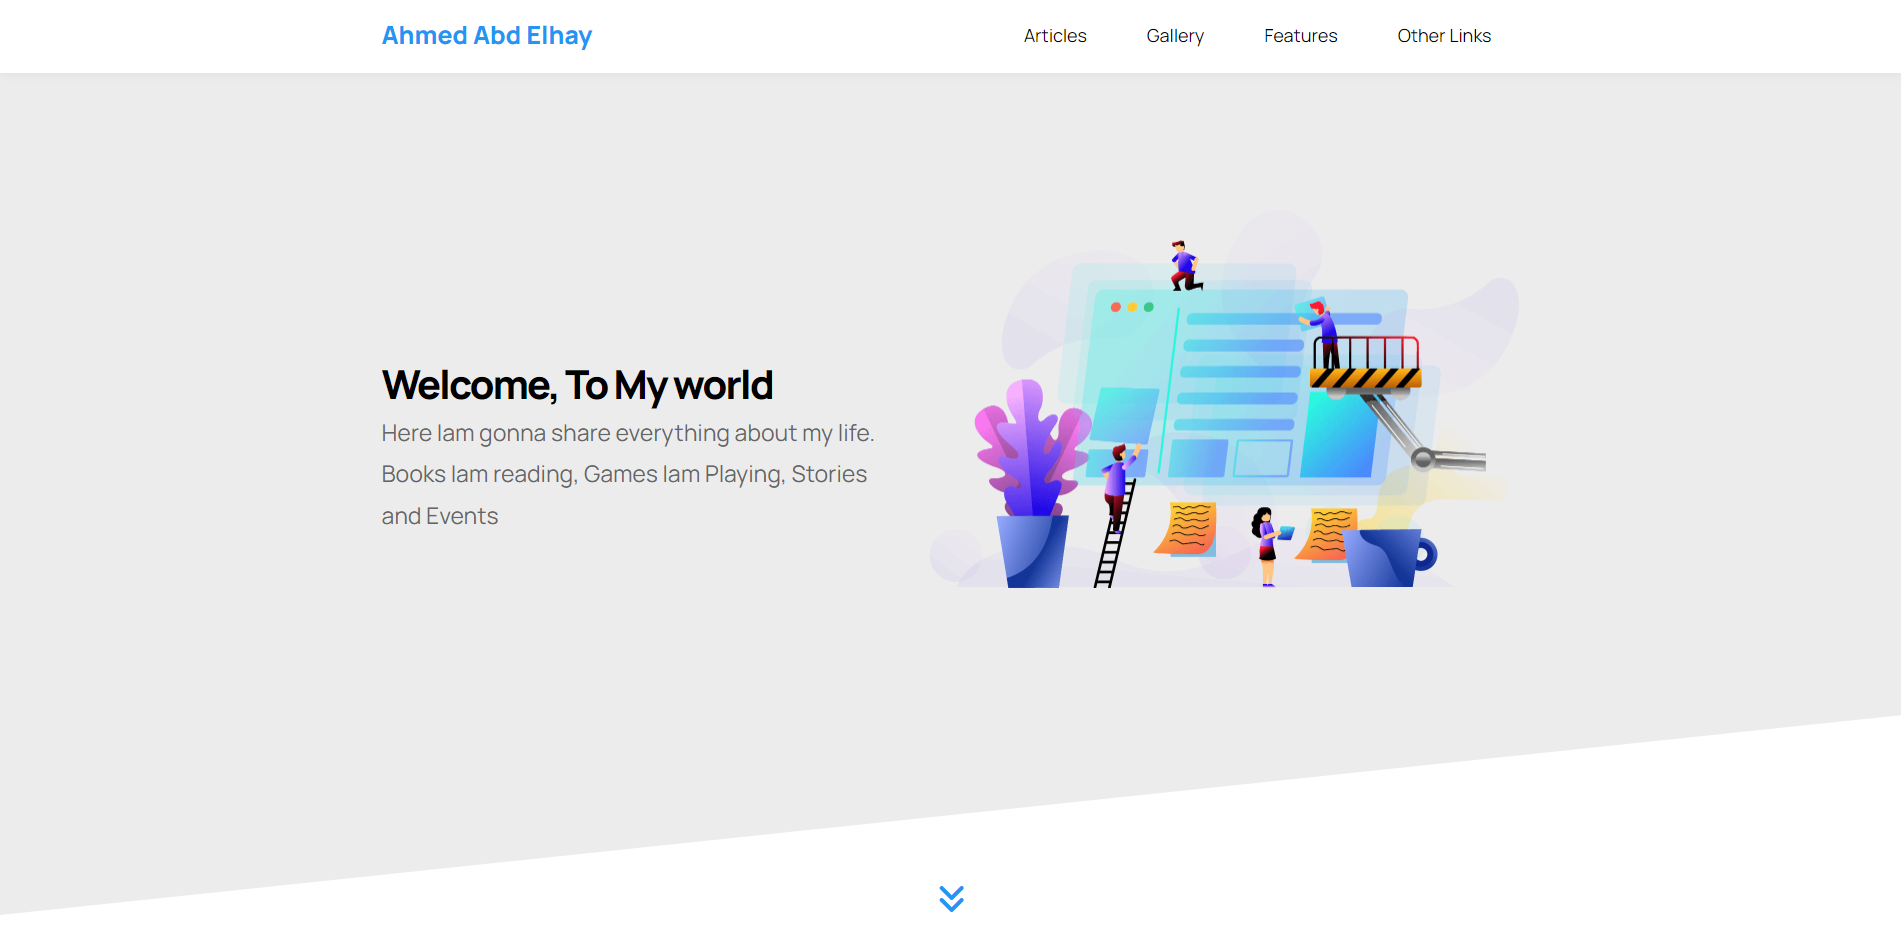 Ahmed Abd Elhay
Articles
Gallery
Features
Other Links
Welcome, To My world
Here Iam gonna share everything about my life.
Books Iam reading, Games Iam Playing, Stories
and Events